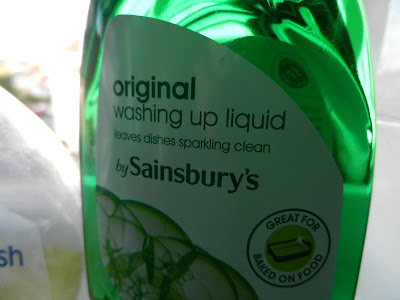 original
washing up liquid
leaves dishes sparkling clean
by Sainsbury's
GREAT FOR
BAKED ON FOOD
sh